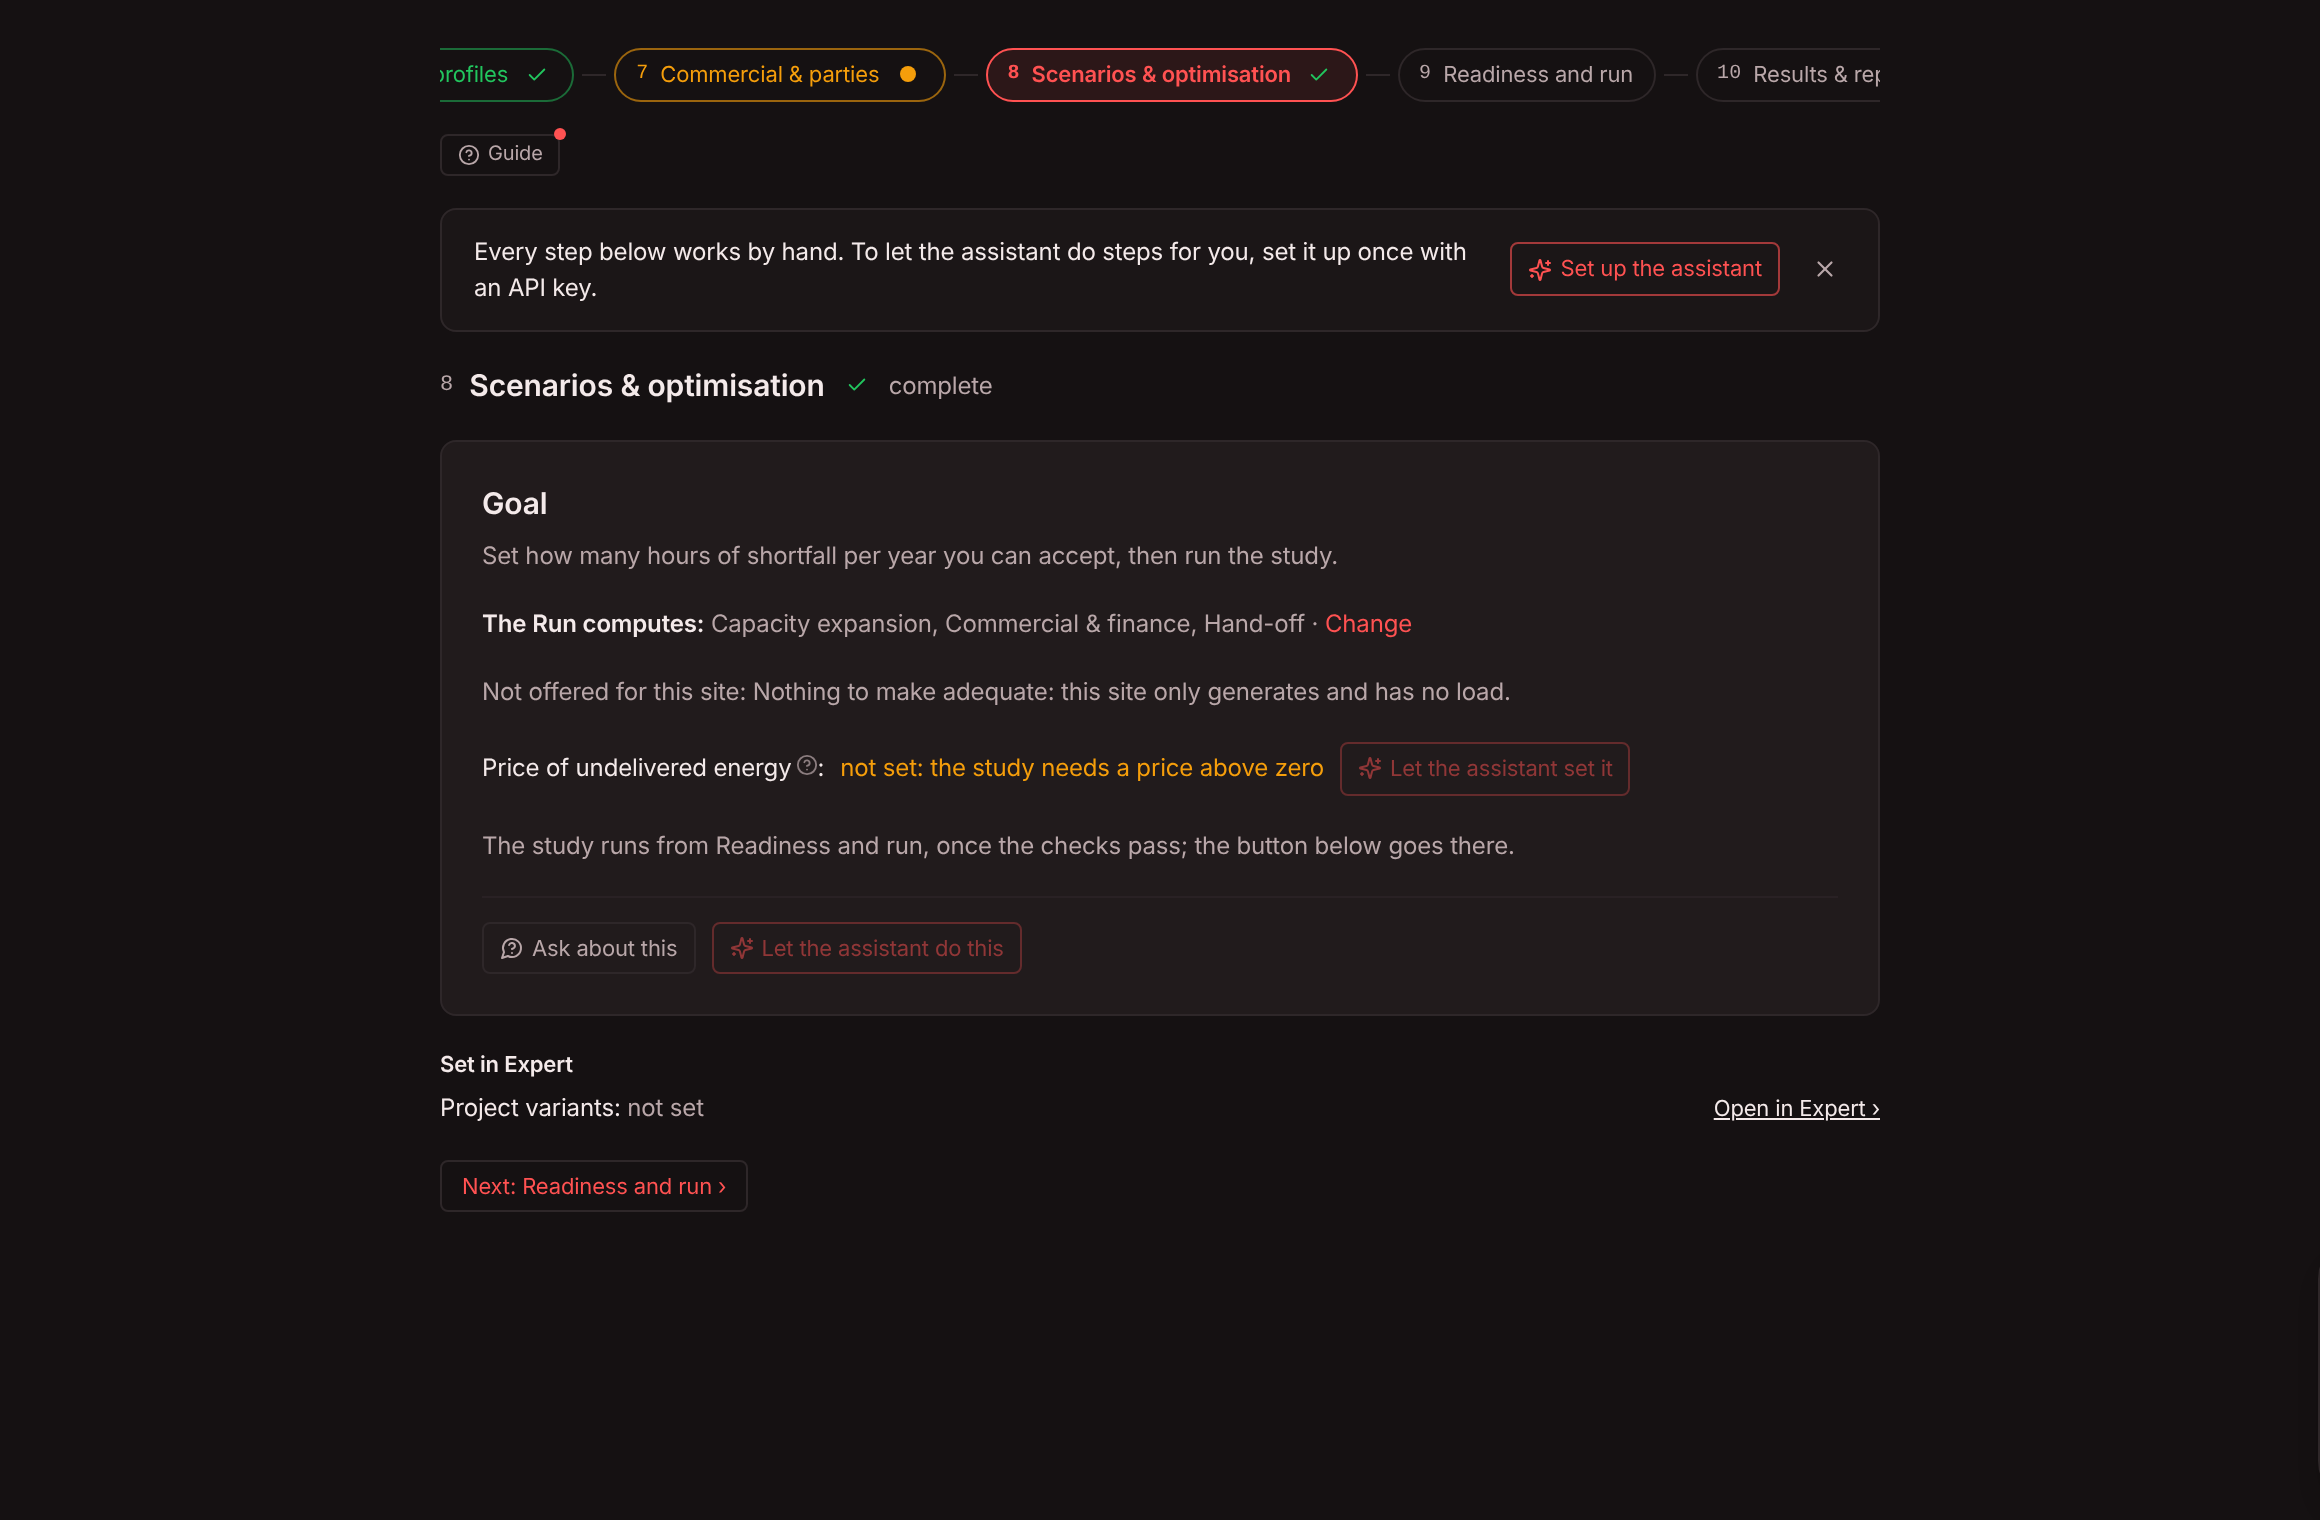 profiles
7 Commercial & parties
8 Scenarios & optimisation
9 Readiness and run
10 Results &
Guide
Every step below works by hand. To let the assistant do steps for you, set it up once with
an API key.
Set up the assistant
8 Scenarios & optimisation complete
Goal
Set how many hours of shortfall per year you can accept, then run the study.
The Run computes: Capacity expansion, Commercial & finance, Hand-off · Change
Not offered for this site: Nothing to make adequate: this site only generates and has no load.
Price of undelivered energy ?: not set: the study needs a price above zero
Let the assistant set it
The study runs from Readiness and run, once the checks pass; the button below goes there.
Ask about this
Let the assistant do this
Set in Expert
Project variants: not set
Open in Expert ›
Next: Readiness and run ›